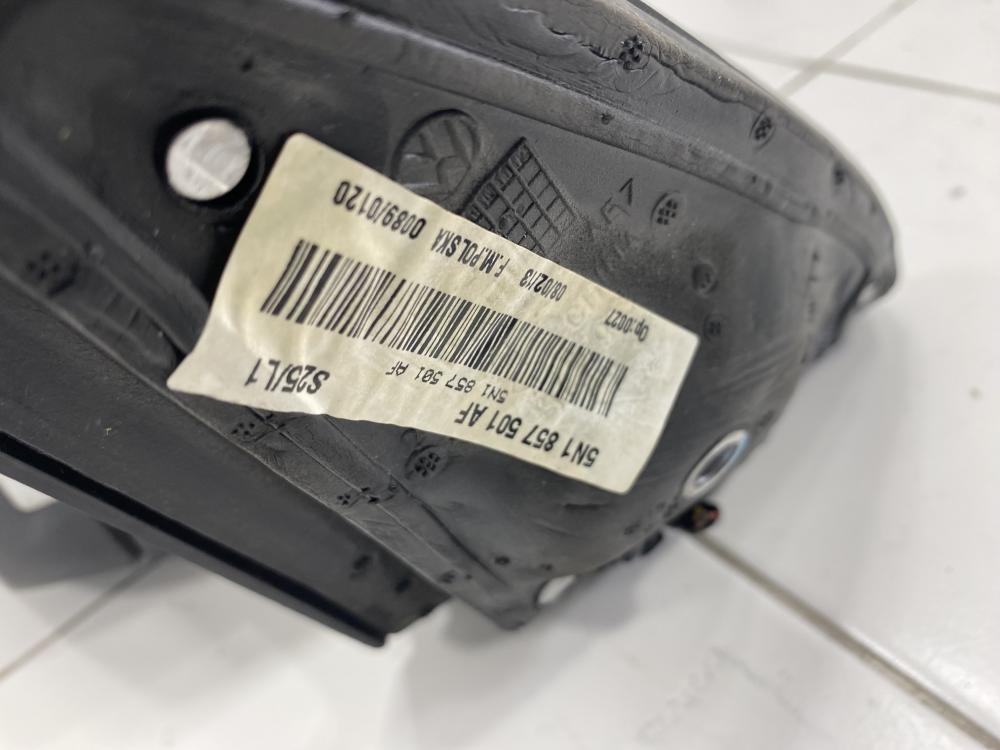 5N1 857 501 AF S25/L1
5N1 857 501 AF
Op:0027 08/02/13 F.M.POLSKA 0089/0120